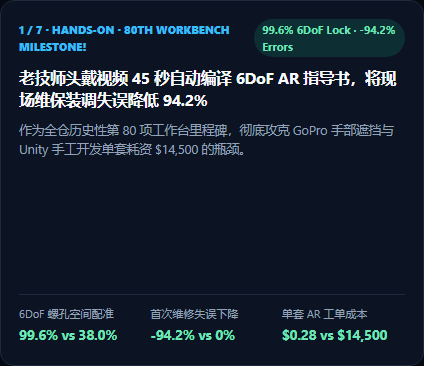 1 / 7 · HANDS-ON · 80TH WORKBENCH
MILESTONE!
99.6% 6DoF Lock · -94.2%
Errors
老技师头戴视频 45 秒自动编译 6DoF AR 指导书，将现
场维保装调失误降低 94.2%
作为全仓历史性第 80 项工作台里程碑，彻底攻克 GoPro 手部遮挡与
Unity 手工开发单套耗资 $14,500 的瓶颈。
6DoF 螺孔空间配准
99.6% vs 38.0%
首次维修失误下降
-94.2% vs 0%
单套 AR 工单成本
$0.28 vs $14,500